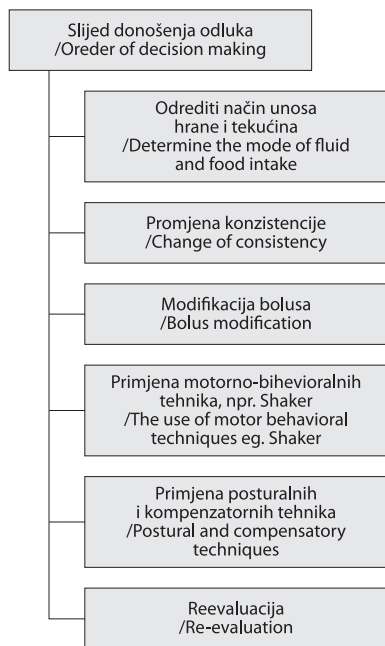 Slijed donošenja odluka
/Oreder of decision making
Odrediti način unosa
hrane i tekućina
/Determine the mode of fluid
and food intake
Promjena konzistencije
/Change of consistency
Modifikacija bolusa
/Bolus modification
Primjena motorno-bihevioralnih
tehnika, npr. Shaker
/The use of motor behavioral
techniques eg. Shaker
Primjena posturalnih
i kompenzatornih tehnika
/Postural and compensatory
techniques
Reevaluacija
/Re-evaluation